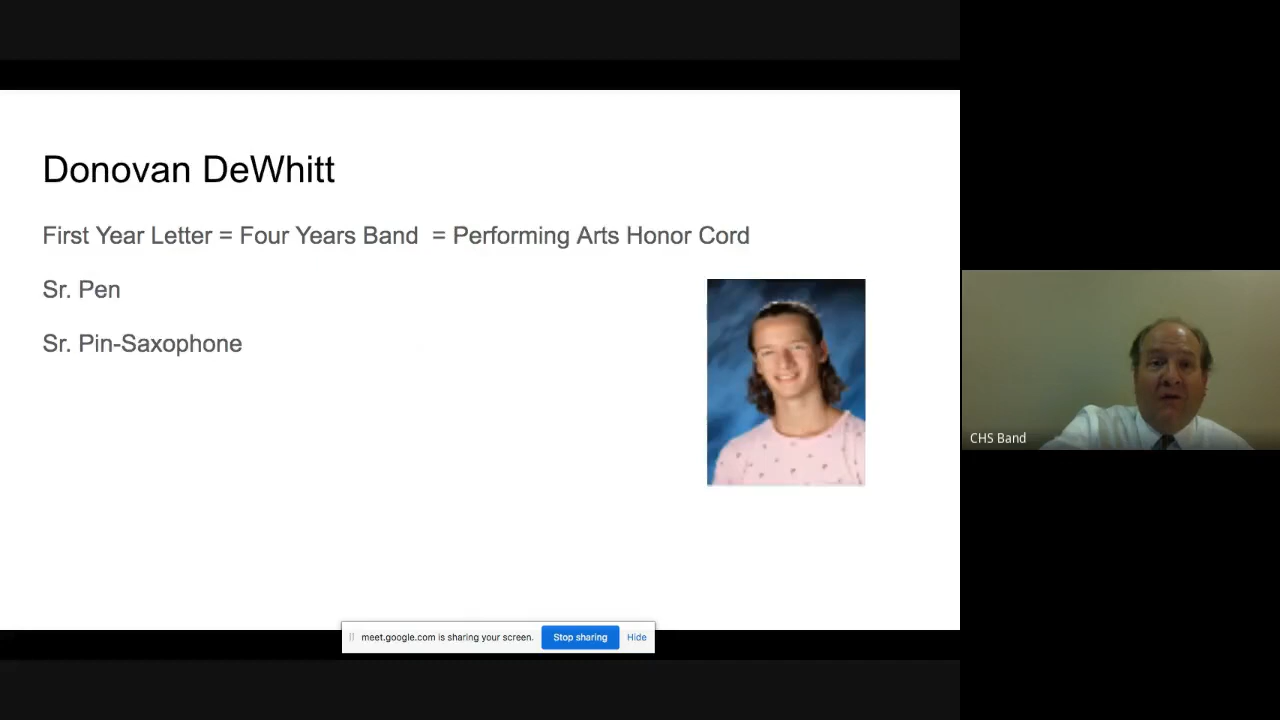 Donovan DeWhitt
First Year Letter = Four Years Band = Performing Arts Honor Cord
Sr. Pen
Sr. Pin-Saxophone
CHS Band
meet.google.com is sharing your screen. Stop sharing Hide